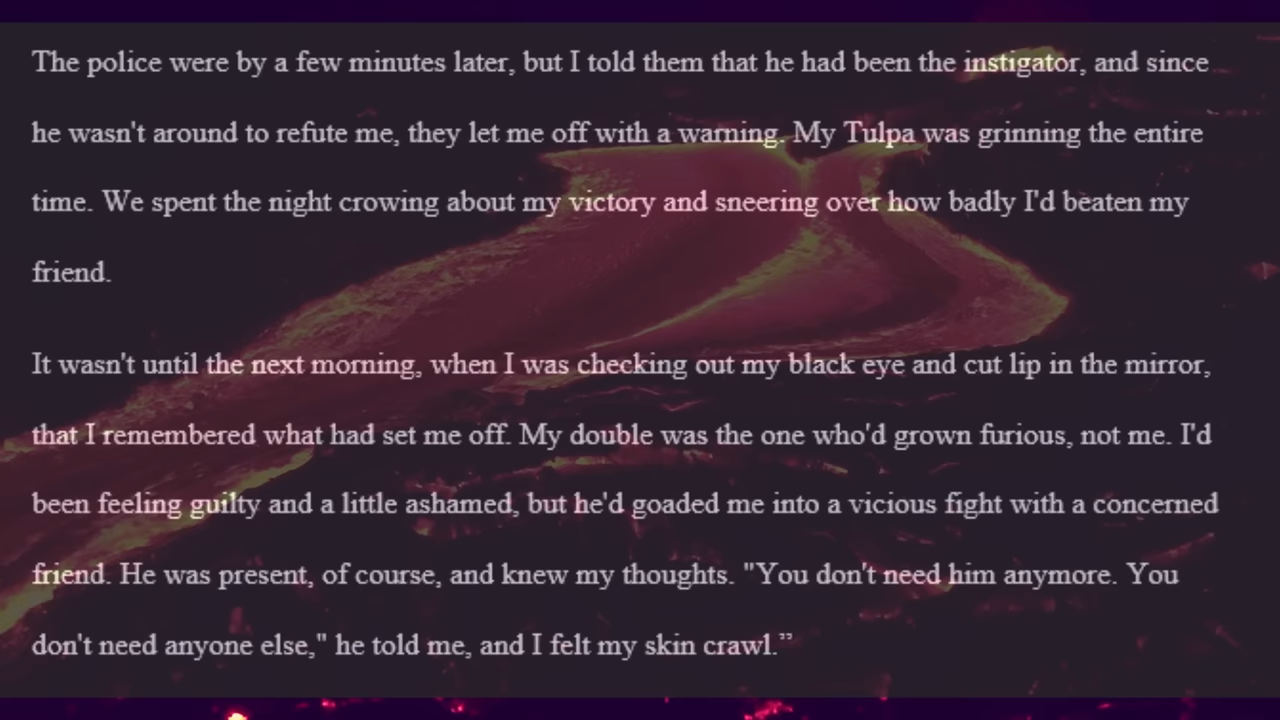 The police were by a few minutes later, but I told them that he had been the instigator, and since
he wasn't around to refute me, they let me off with a warning. My Tulpa was grinning the entire
time. We spent the night crowing about my victory and sneering over how badly I'd beaten my
friend.
It wasn't until the next morning, when I was checking out my black eye and cut lip in the mirror,
that I remembered what had set me off. My double was the one who'd grown furious, not me. I'd
been feeling guilty and a little ashamed, but he'd goaded me into a vicious fight with a concerned
friend. He was present, of course, and knew my thoughts. "You don't need him anymore. You
don't need anyone else," he told me, and I felt my skin crawl.”